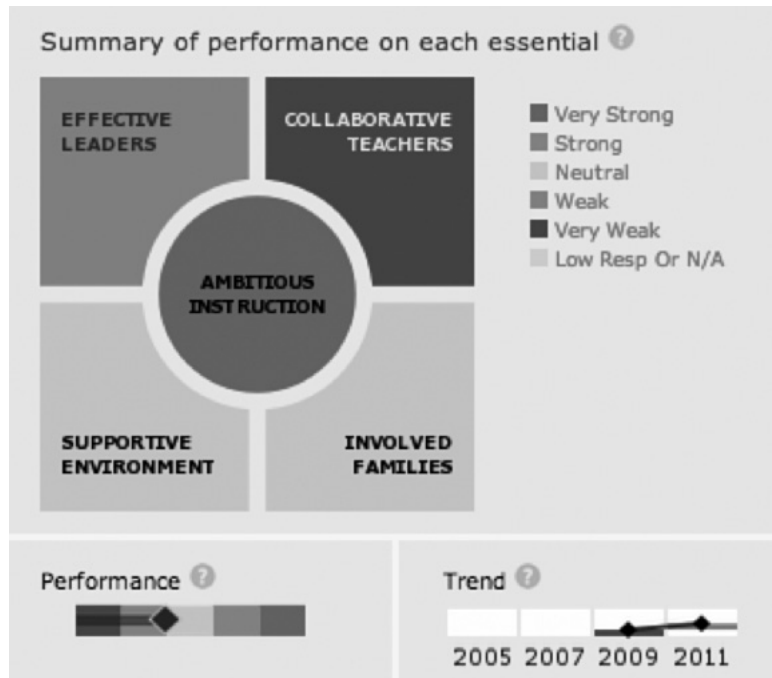 Summary of performance on each essential ?
EFFECTIVE
LEADERS
COLLABORATIVE
TEACHERS
AMBITIOUS
INSTRUCTION
SUPPORTIVE
ENVIRONMENT
INVOLVED
FAMILIES
Very Strong
Strong
Neutral
Weak
Very Weak
Low Resp Or N/A
Performance ?
Trend ?
2005 2007 2009 2011